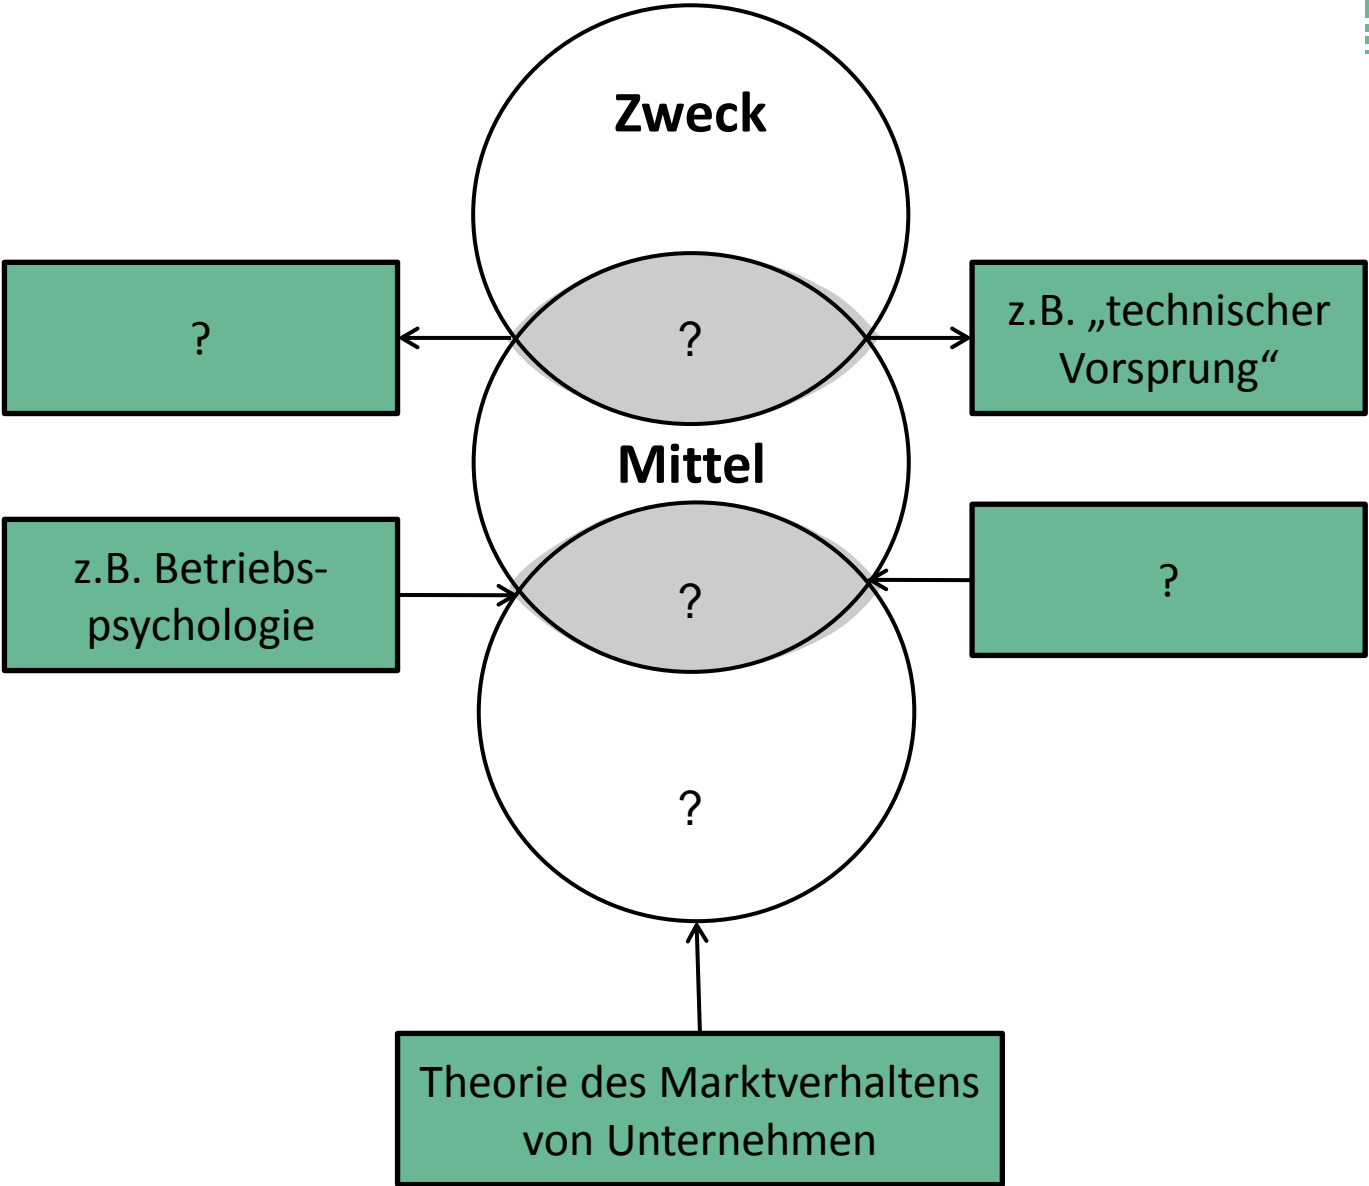 Zweck
?
?
z.B. „technischer
Vorsprung“
Mittel
z.B. Betriebs-
psychologie
?
?
?
Theorie des Marktverhaltens
von Unternehmen